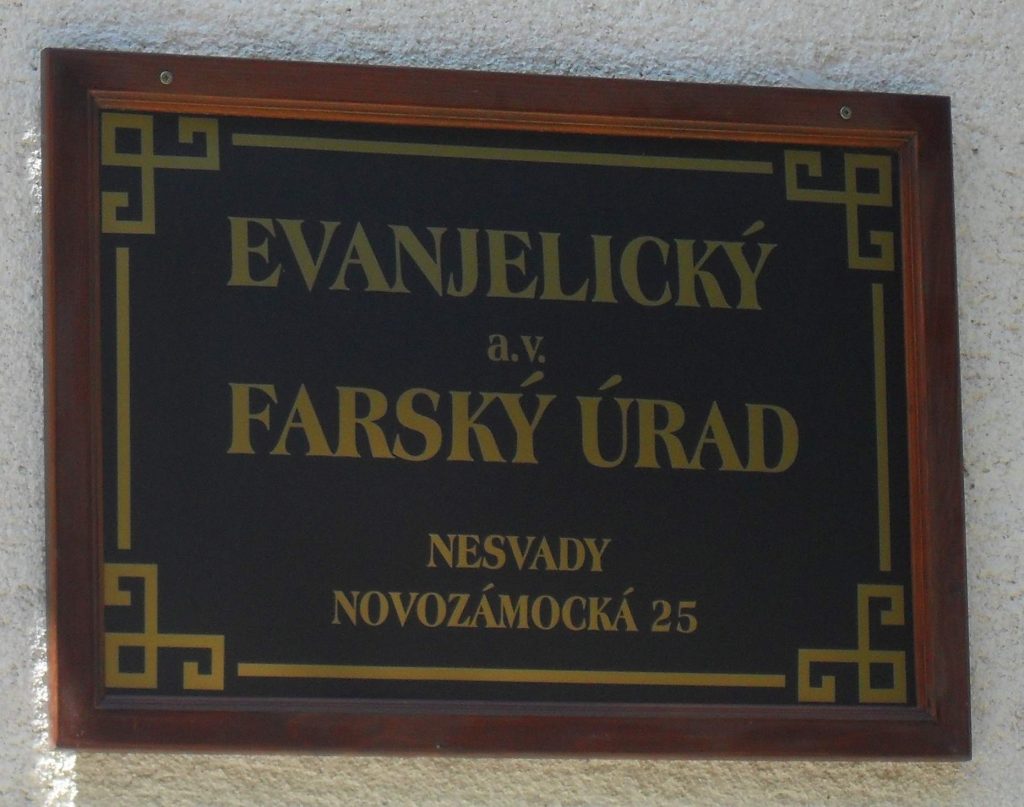 EVANJELICKÝ
a.v.
FARSKÝ ÚRAD
NESVADY
NOVOZÁMOCKÁ 25